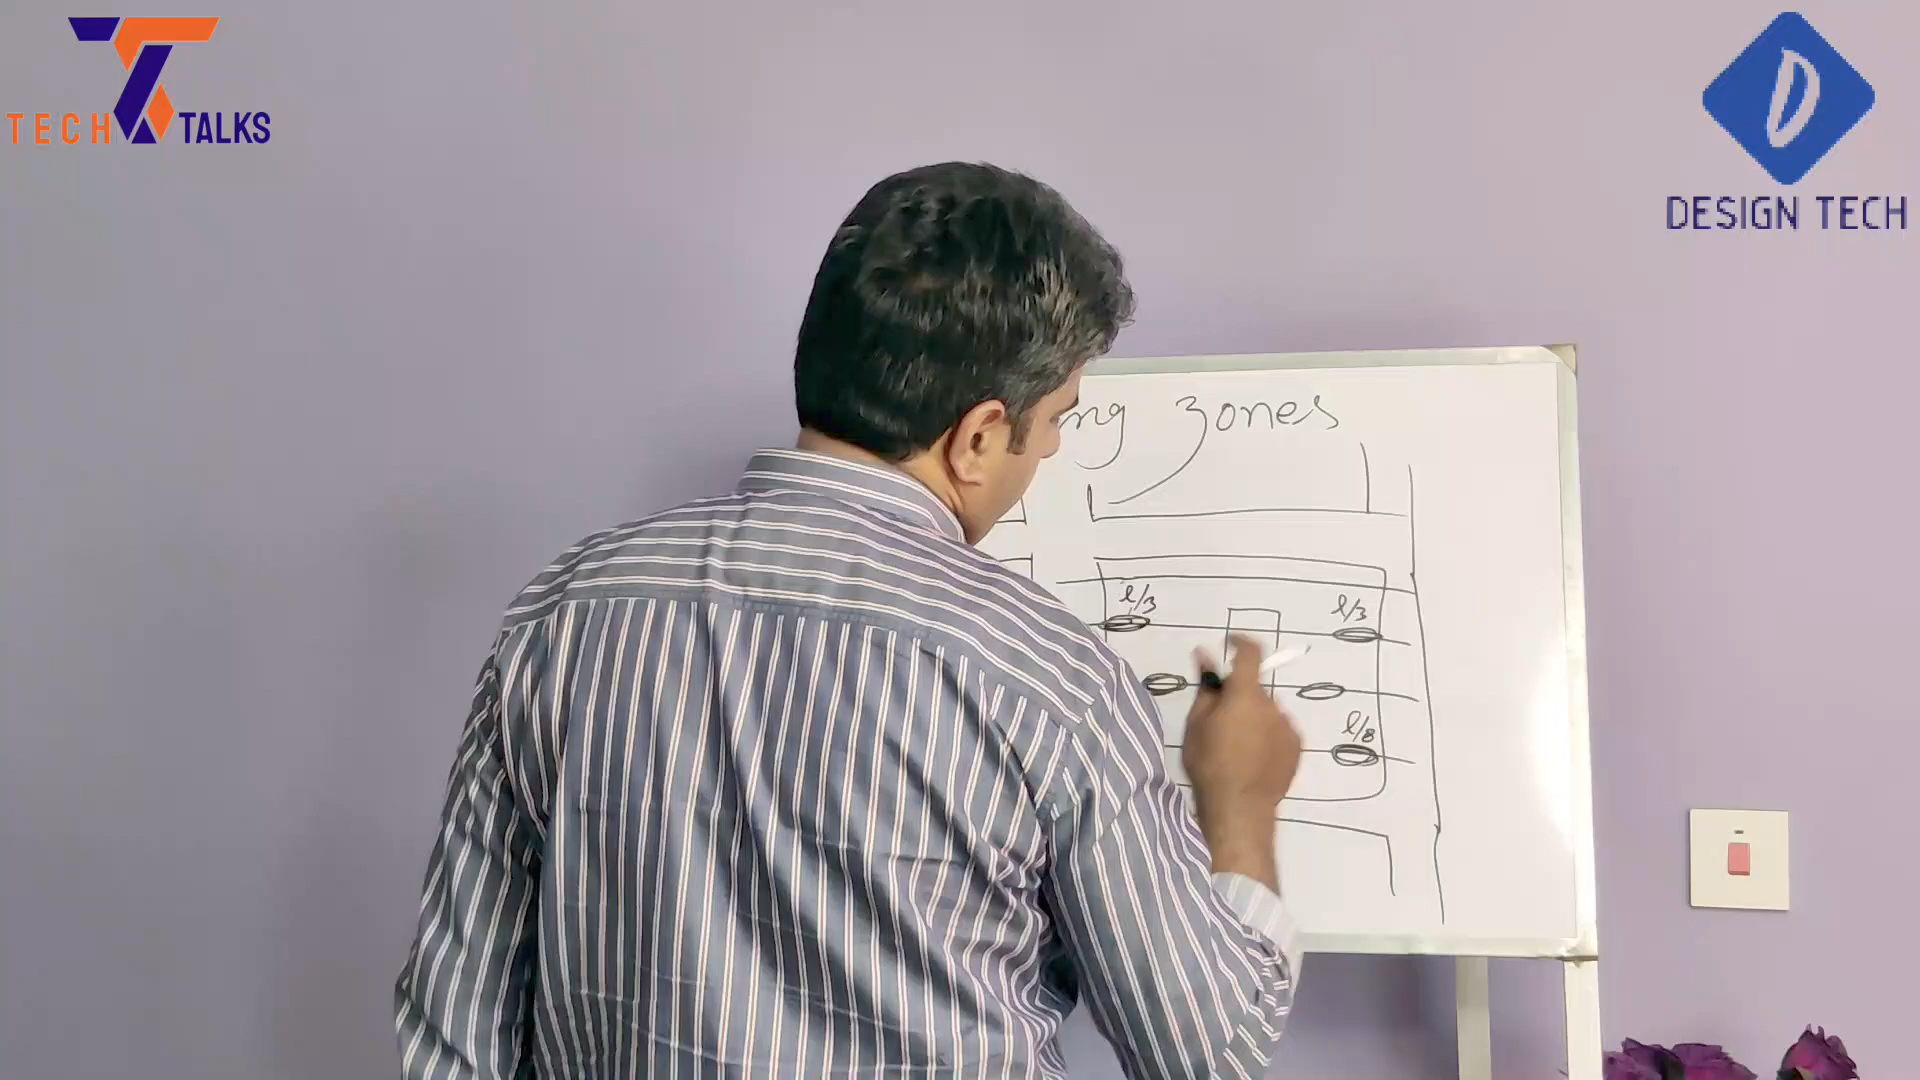 TECH TALKS
DESIGN TECH
zones
l/3
l/3
l/8